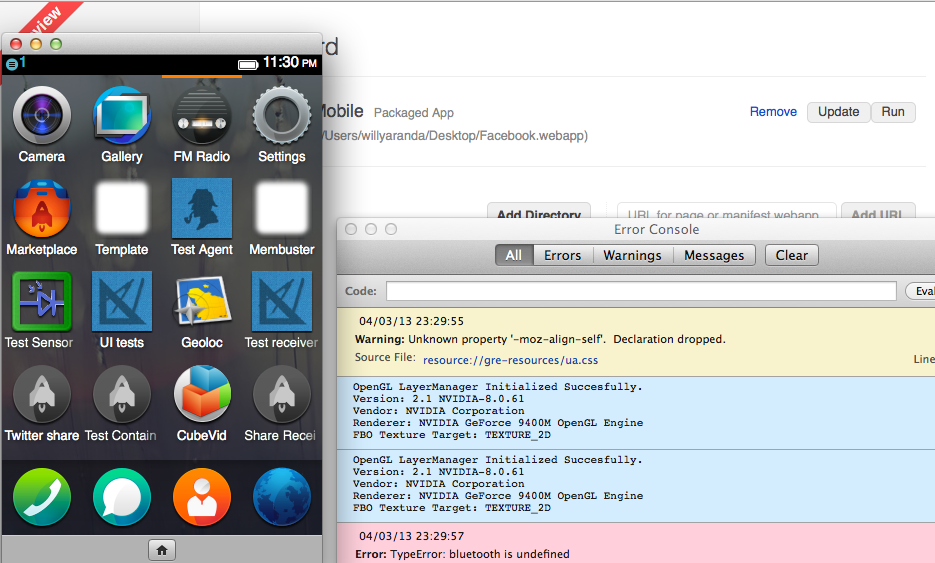 view
1
11:30 PM
Camera
Gallery
FM Radio
Settings
Marketplace
Template
Test Agent
Membuster
Test Sensor
UI tests
Geoloc
Test receiver
Twitter share
Test Contain
CubeVid
Share Recei
rd
Mobile Packaged App
Remove
Update
Run
/Users/willyaranda/Desktop/Facebook.webapp)
Add Directory
URL for page or manifest.webapp
Add URL
Error Console
All
Errors
Warnings
Messages
Clear
Code:
Eval
04/03/13 23:29:55
Warning: Unknown property '-moz-align-self'. Declaration dropped.
Source File: resource://gre-resources/ua.css
Line
OpenGL LayerManager Initialized Succesfully.
Version: 2.1 NVIDIA-8.0.61
Vendor: NVIDIA Corporation
Renderer: NVIDIA GeForce 9400M OpenGL Engine
FBO Texture Target: TEXTURE_2D
OpenGL LayerManager Initialized Succesfully.
Version: 2.1 NVIDIA-8.0.61
Vendor: NVIDIA Corporation
Renderer: NVIDIA GeForce 9400M OpenGL Engine
FBO Texture Target: TEXTURE_2D
04/03/13 23:29:57
Error: TypeError: bluetooth is undefined